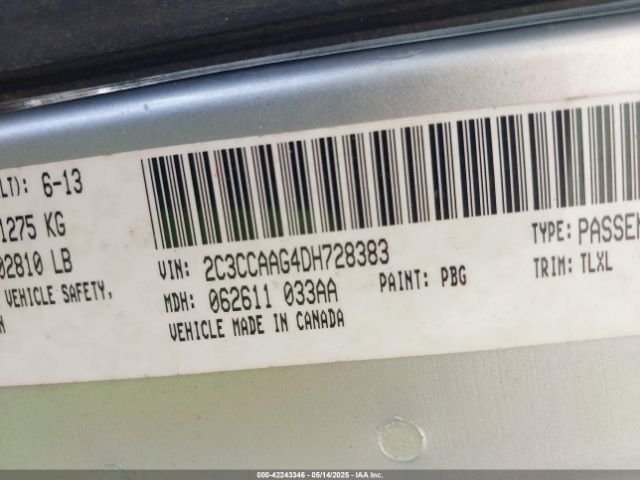 LT): 6-13
1275 KG
02810 LB
VEHICLE SAFETY,
VIN: 2C3CCAAG4DH728383
TYPE: PASSEN
MDH: 062611 033AA
PAINT: PBG
TRIM: TLXL
VEHICLE MADE IN CANADA
000-42243346 - 05/14/2025 - IAA Inc.